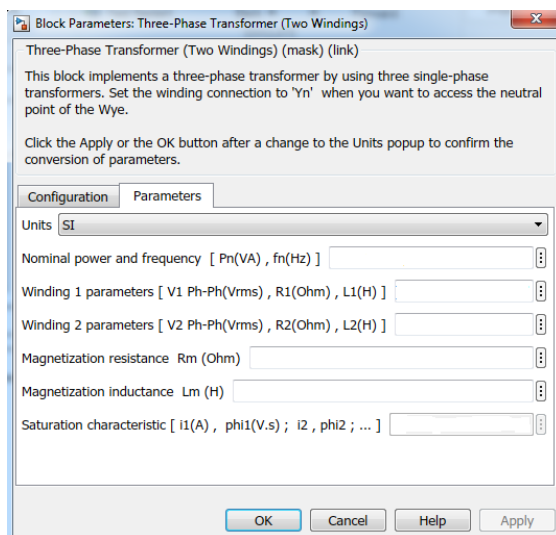 Block Parameters: Three-Phase Transformer (Two Windings)
Three-Phase Transformer (Two Windings) (mask) (link)
This block implements a three-phase transformer by using three single-phase
transformers. Set the winding connection to 'Yn' when you want to access the neutral
point of the Wye.
Click the Apply or the OK button after a change to the Units popup to confirm the
conversion of parameters.
Configuration Parameters
Units SI
Nominal power and frequency [ Pn(VA) , fn(Hz) ]
Winding 1 parameters [ V1 Ph-Ph(Vrms) , R1(Ohm) , L1(H) ]
Winding 2 parameters [ V2 Ph-Ph(Vrms) , R2(Ohm) , L2(H) ]
Magnetization resistance Rm (Ohm)
Magnetization inductance Lm (H)
Saturation characteristic [ i1(A) , phi1(V.s) ; i2 , phi2 ; ... ]
OK Cancel Help Apply